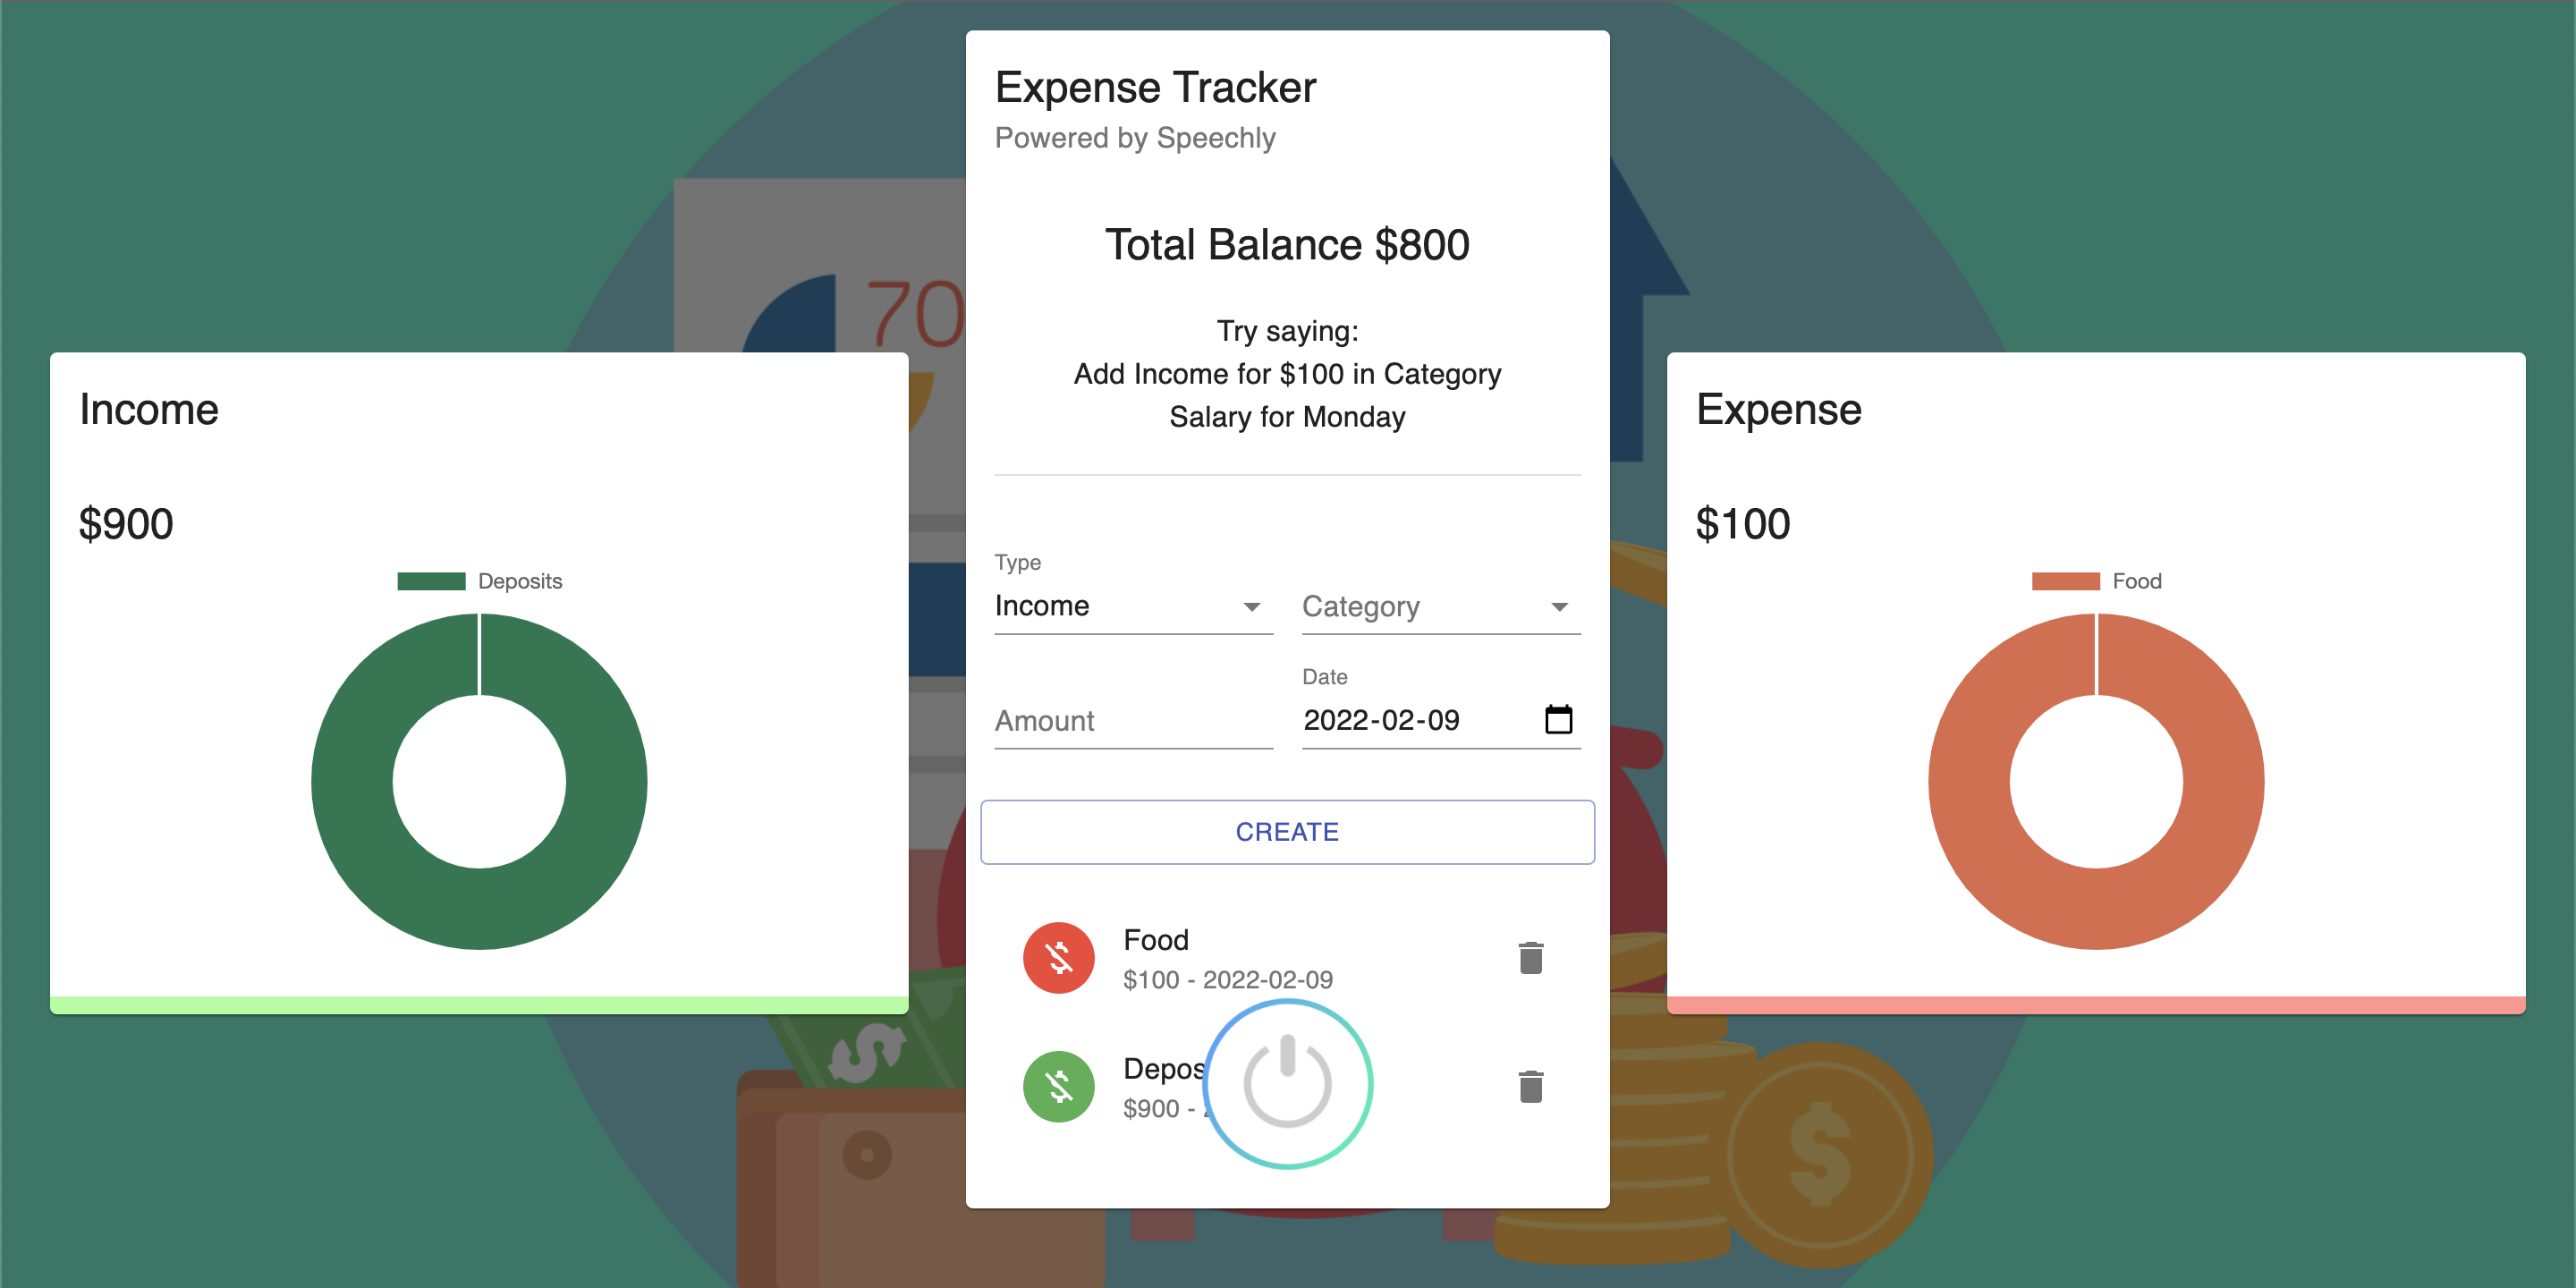 Expense Tracker
Powered by Speechly
Total Balance $800
Try saying:
Add Income for $100 in Category
Salary for Monday
70
Income
$900
Deposits
Type
Income
Category
Amount
Date
2022-02-09
CREATE
Food
$100 - 2022-02-09
$900 -
$
$
Expense
$100
Food